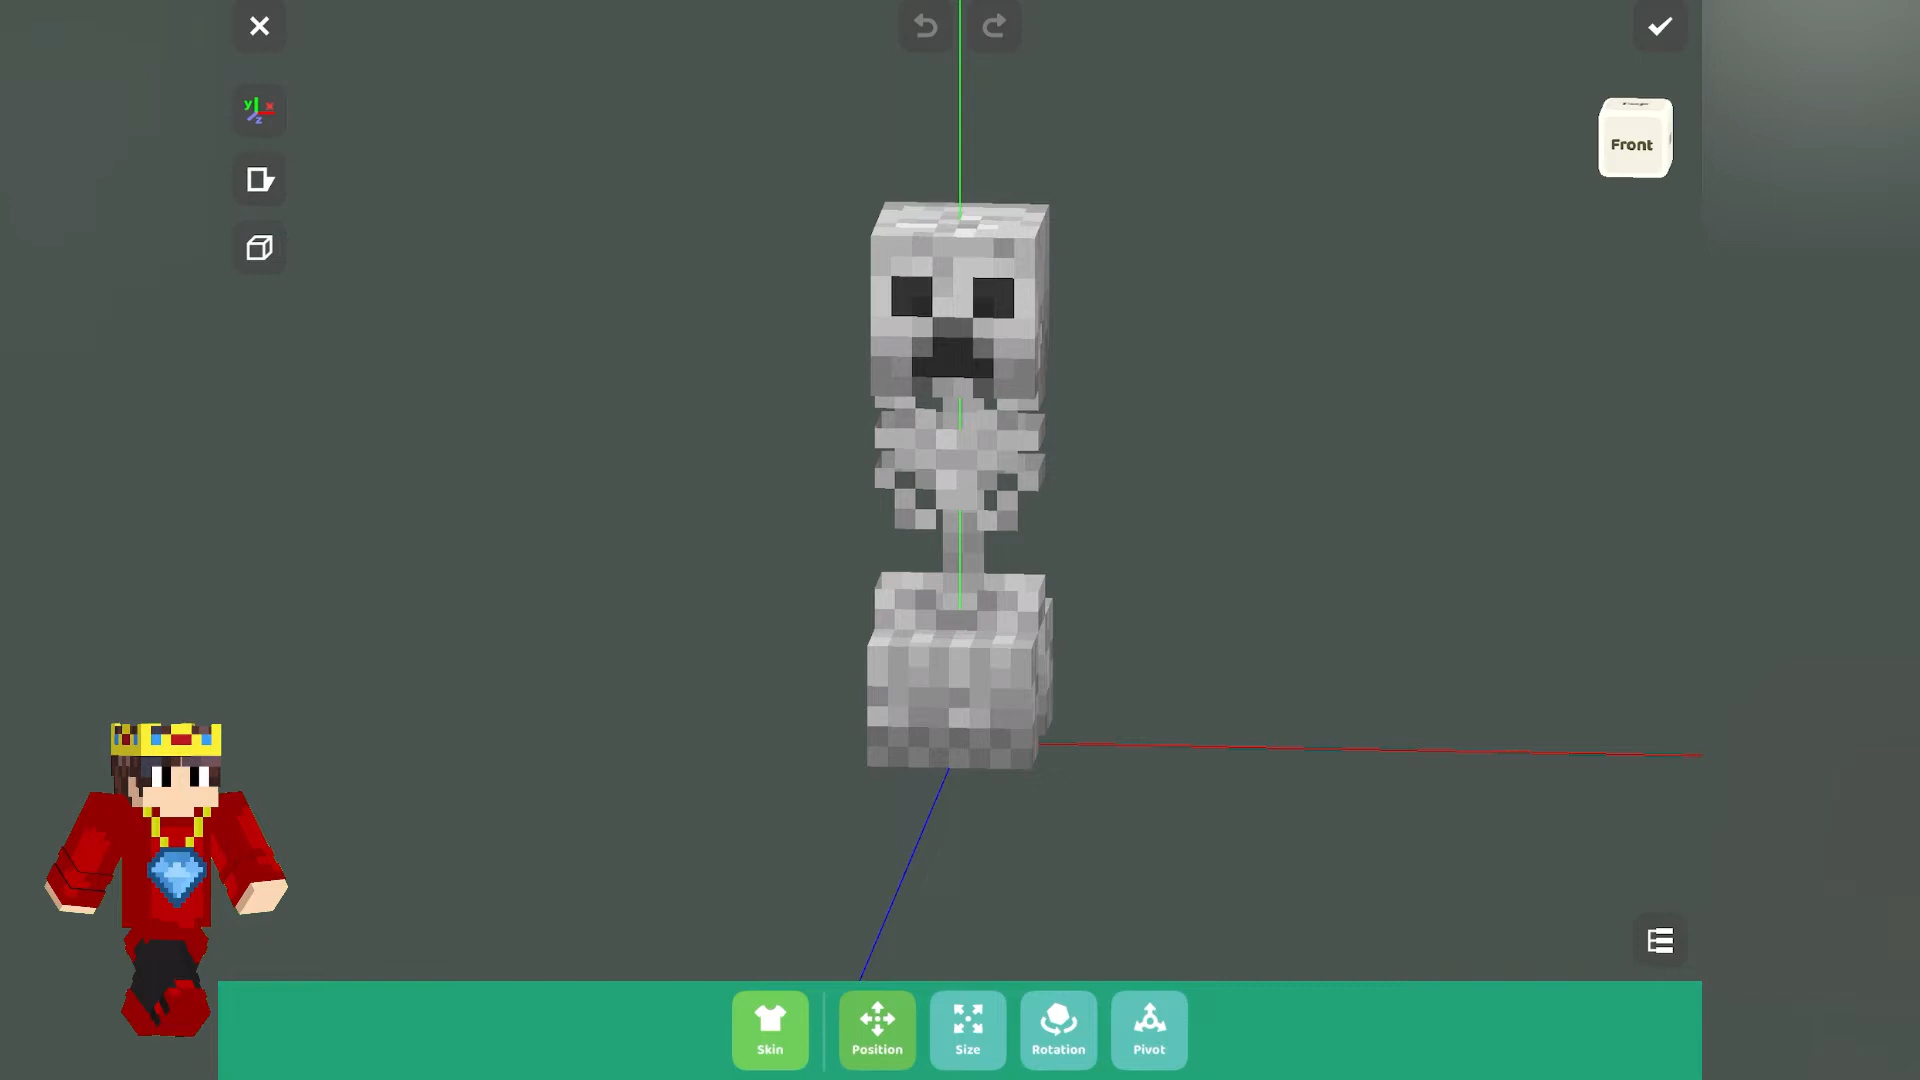 y x
z
Front
Skin
Position
Size
Rotation
Pivot